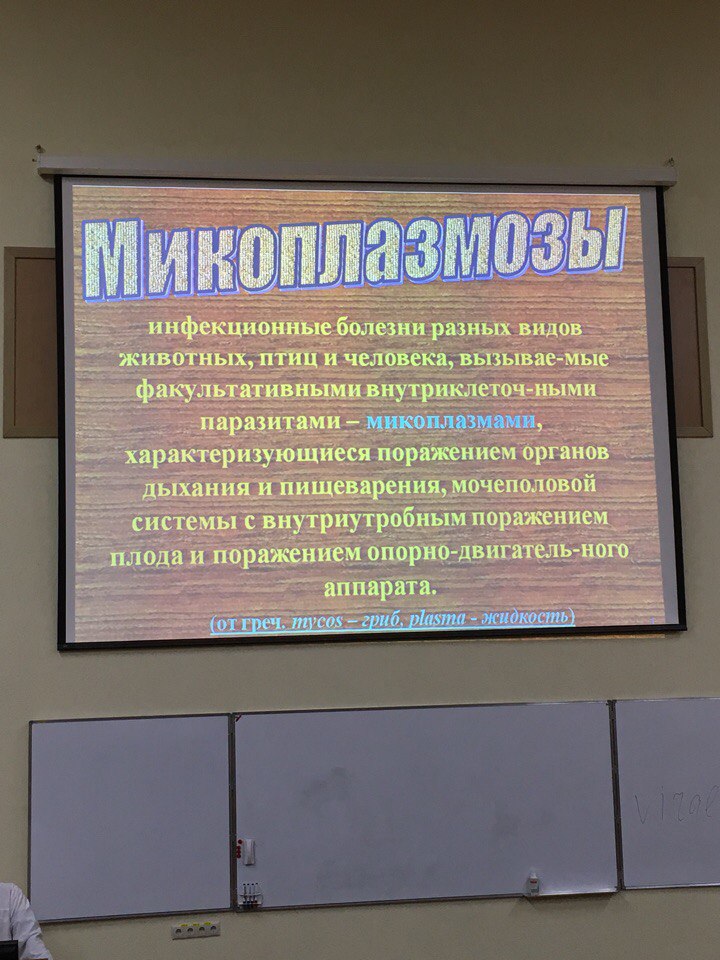 Микоплазмозы
инфекционные болезни разных видов
животных, птиц и человека, вызывае-мые
факультативными внутриклеточ-ными
паразитами – микоплазмами,
характеризующиеся поражением органов
дыхания и пищеварения, мочеполовой
системы с внутриутробным поражением
плода и поражением опорно-двигатель-ного
аппарата.
(от греч. mycos – гриб, plasma - жидкость)